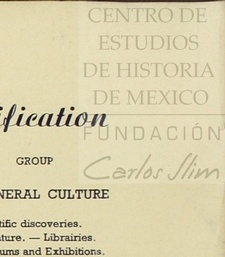 CENTRO DE
ESTUDIOS
DE HISTORIA
DE MEXICO
FUNDACIÓN
Carlos Slim
ification
GROUP
NERAL CULTURE
tific discoveries.
ture. — Librairies.
ums and Exhibitions.